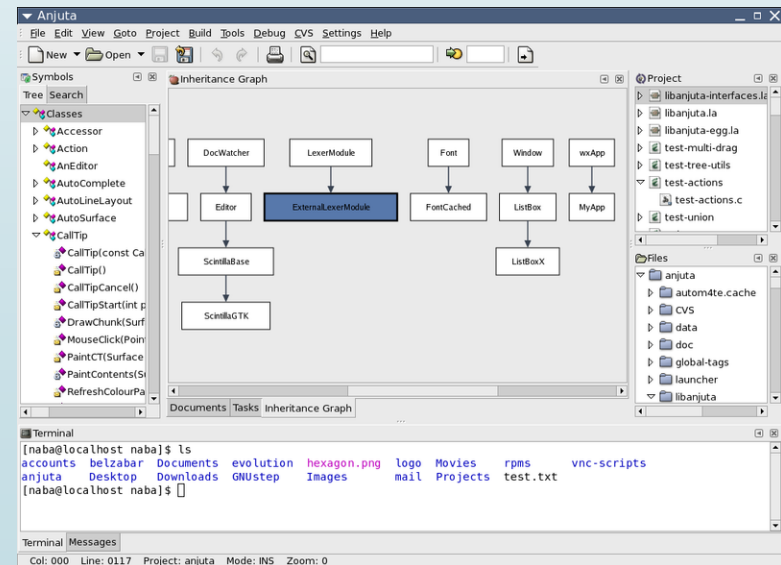 Anjuta
File Edit View Goto Project Build Tools Debug CVS Settings Help
New Open
Symbols
Tree Search
Classes
Accessor
Action
AnEditor
AutoComplete
AutoLineLayout
AutoSurface
CallTip
CallTip(const Ca
CallTip()
CallTipCancel()
CallTipStart(int p
DrawChunk(Surf
MouseClick(Poin
PaintCT(Surface
PaintContents(S
RefreshColourPa
Inheritance Graph
DocWatcher LexerModule Font Window wxApp
Editor ExternalLexerModule FontCached ListBox MyApp
ScintillaBase ListBoxX
ScintillaGTK
Documents Tasks Inheritance Graph
Project
libanjuta-interfaces.la
libanjuta.la
libanjuta-egg.la
test-multi-drag
test-tree-utils
test-actions
test-actions.c
test-union
Files
anjuta
autom4te.cache
CVS
data
doc
global-tags
launcher
libanjuta
Terminal
[naba@localhost naba]$ ls
accounts belzabar Documents evolution hexagon.png logo Movies rpms vnc-scripts
anjuta Desktop Downloads GNUstep Images mail Projects test.txt
[naba@localhost naba]$
Terminal Messages
Col: 000 Line: 0117 Project: anjuta Mode: INS Zoom: 0